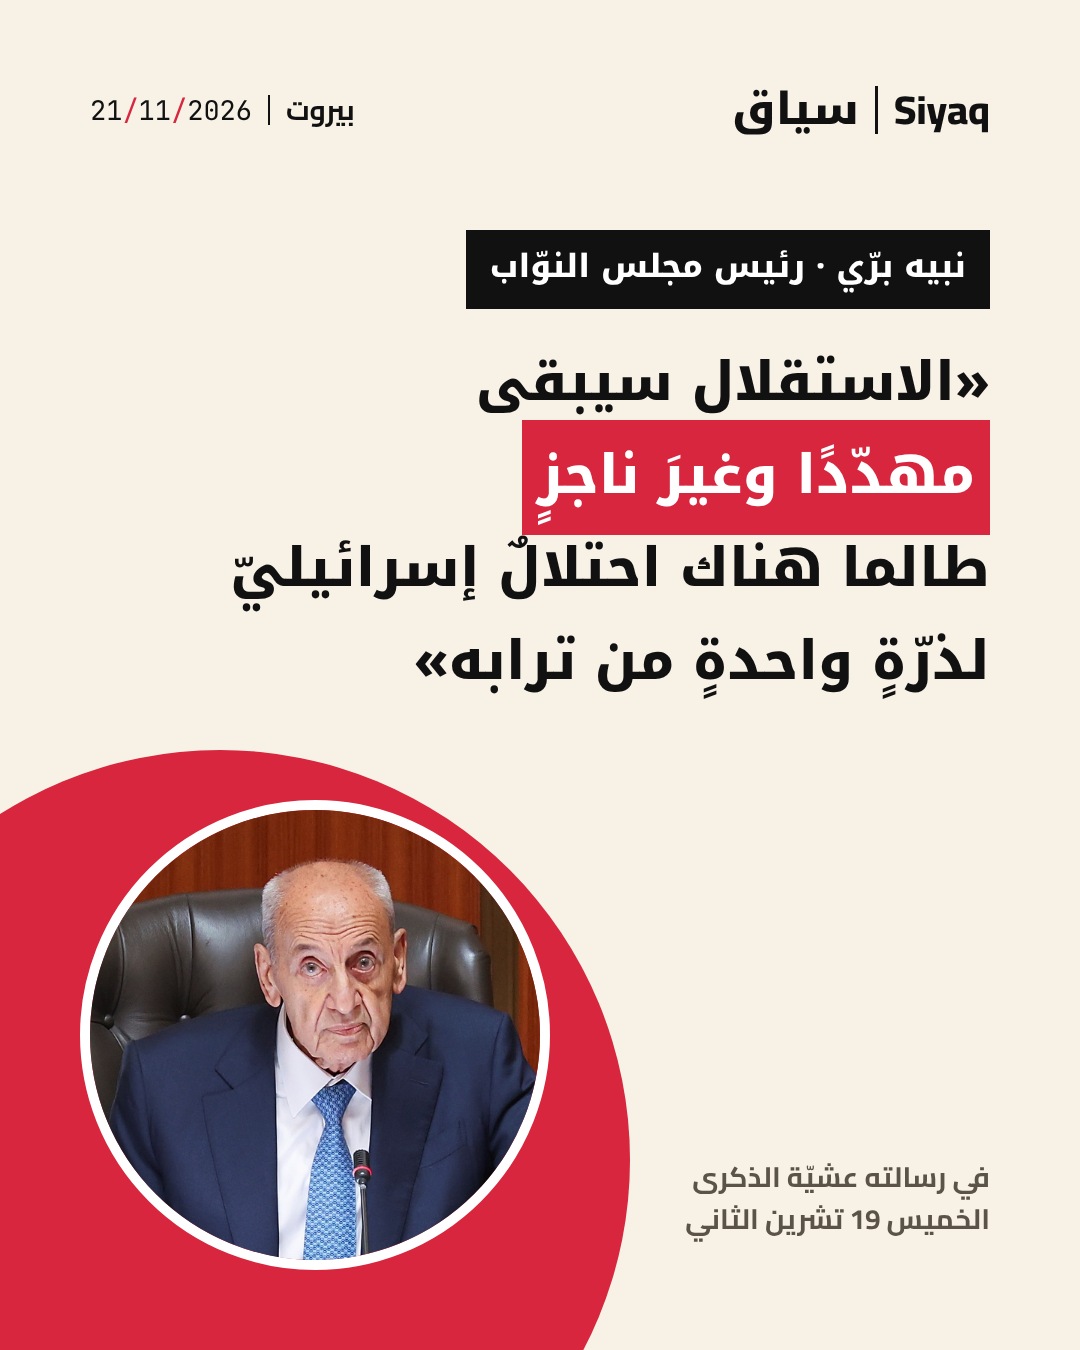 سياق | Siyaq
بيروت | 21/11/2026
نبيه برّي · رئيس مجلس النوّاب
«الاستقلال سيبقى
مهدّدًا وغيرَ ناجزٍ
طالما هناك احتلالٌ إسرائيليّ
لذرّةٍ واحدةٍ من ترابه»
في رسالته عشيّة الذكرى
الخميس 19 تشرين الثاني